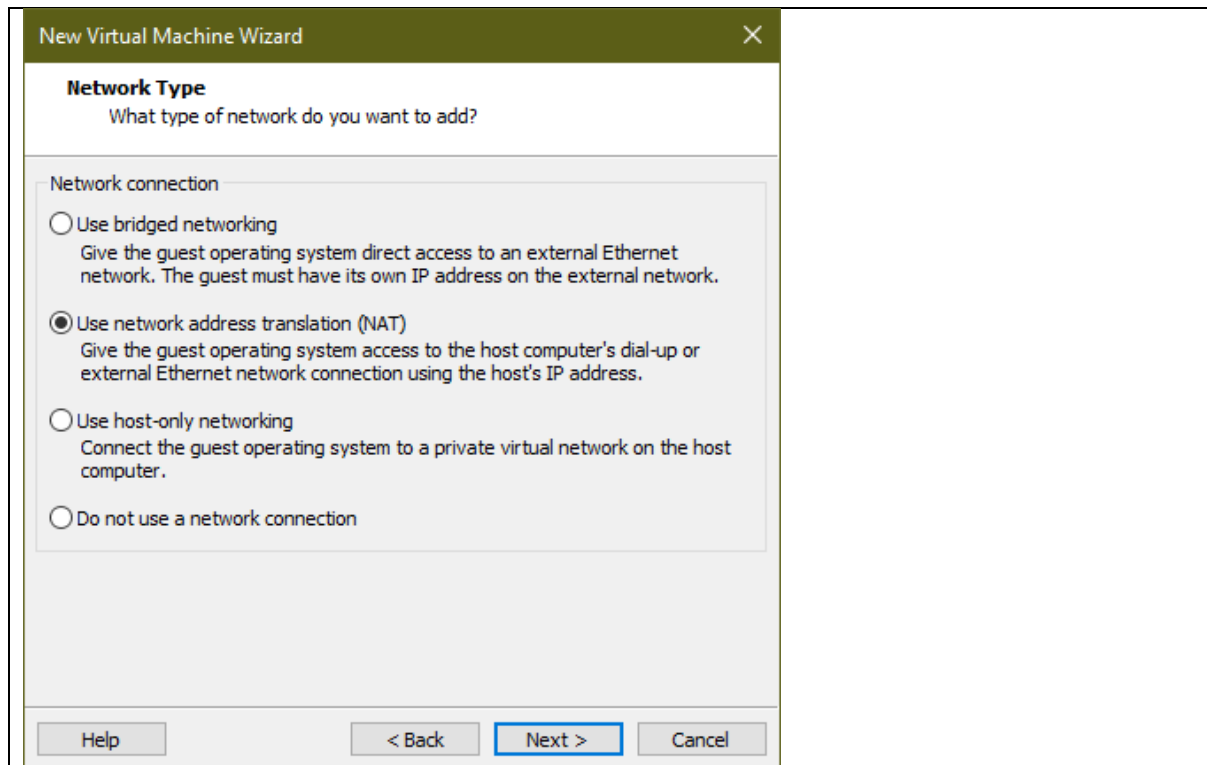 New Virtual Machine Wizard
Network Type
What type of network do you want to add?
Network connection
Use bridged networking
Give the guest operating system direct access to an external Ethernet
network. The guest must have its own IP address on the external network.
Use network address translation (NAT)
Give the guest operating system access to the host computer's dial-up or
external Ethernet network connection using the host's IP address.
Use host-only networking
Connect the guest operating system to a private virtual network on the host
computer.
Do not use a network connection
Help
< Back
Next >
Cancel